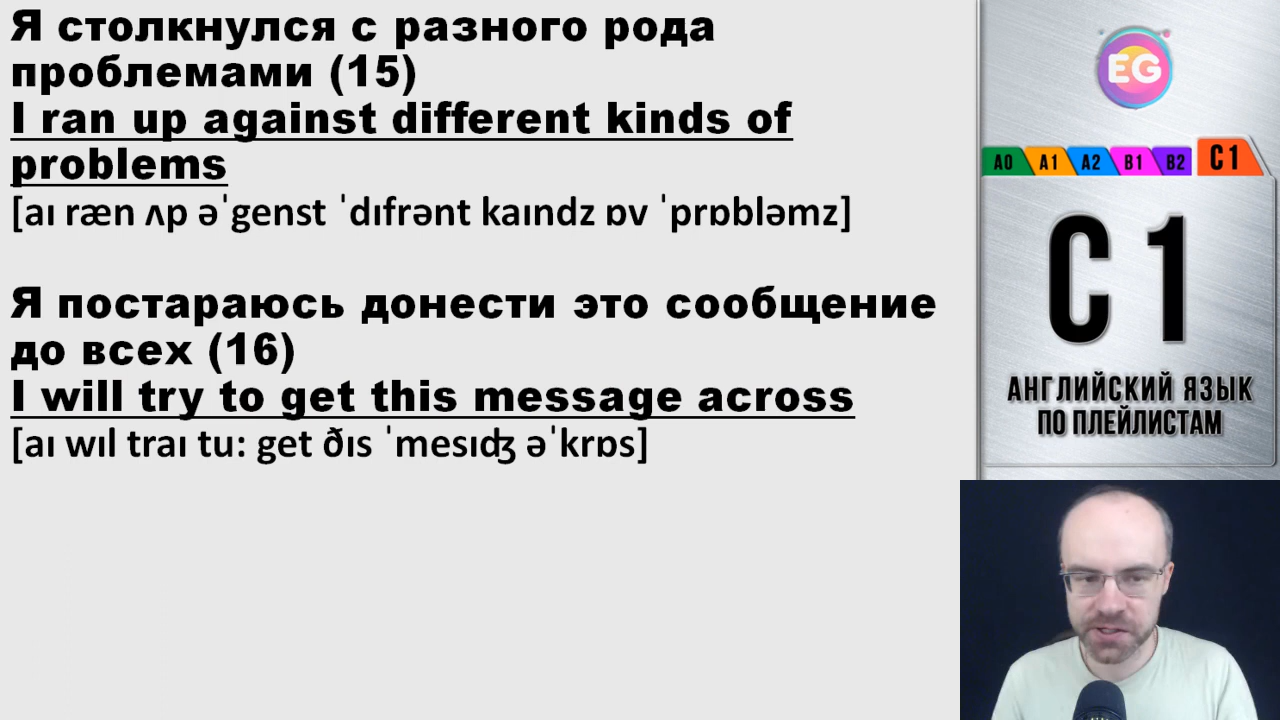 Я столкнулся с разного рода
проблемами (15)
I ran up against different kinds of
problems
[aɪ ræn ʌp əˈgenst ˈdɪfrənt kaɪndz ɒv ˈprɒbləmz]
Я постараюсь донести это сообщение
до всех (16)
I will try to get this message across
[aɪ wɪl traɪ tu: get ðɪs ˈmesɪʤ əˈkrɒs]
EG
A0 A1 A2 B1 B2 C1
C1
АНГЛИЙСКИЙ ЯЗЫК
ПО ПЛЕЙЛИСТАМ